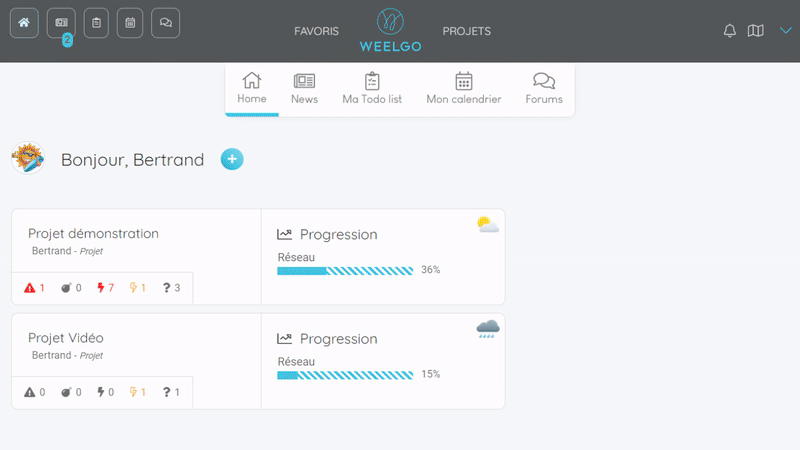 2
FAVORIS
WEELGO
PROJETS
Home
News
Ma Todo list
Mon calendrier
Forums
Bonjour, Bertrand
Projet démonstration
Bertrand - Projet
1 0 7 1 ? 3
Progression
Réseau
36%
Projet Vidéo
Bertrand - Projet
0 0 0 1 ? 1
Progression
Réseau
15%